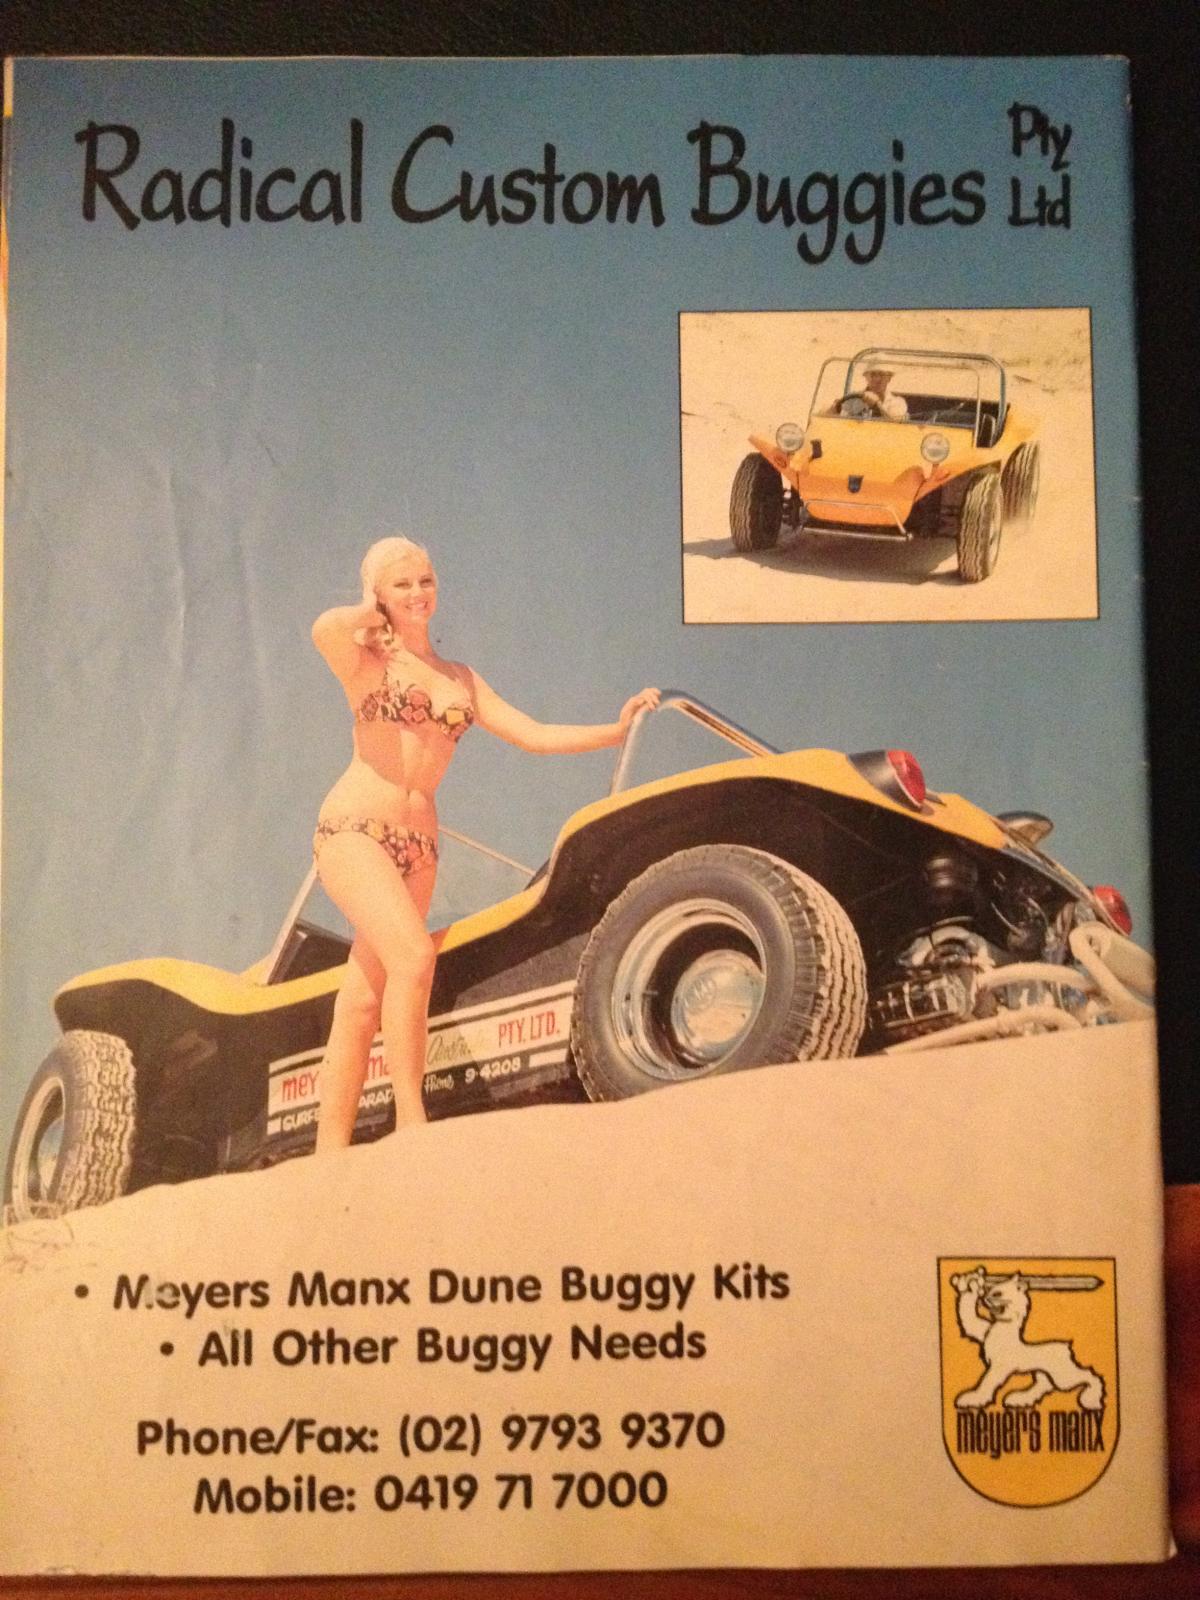 Radical Custom Buggies Pty Ltd
PTY. LTD.
Phone 9-4208
• Meyers Manx Dune Buggy Kits
• All Other Buggy Needs
Phone/Fax: (02) 9793 9370
Mobile: 0419 71 7000
meyers manx